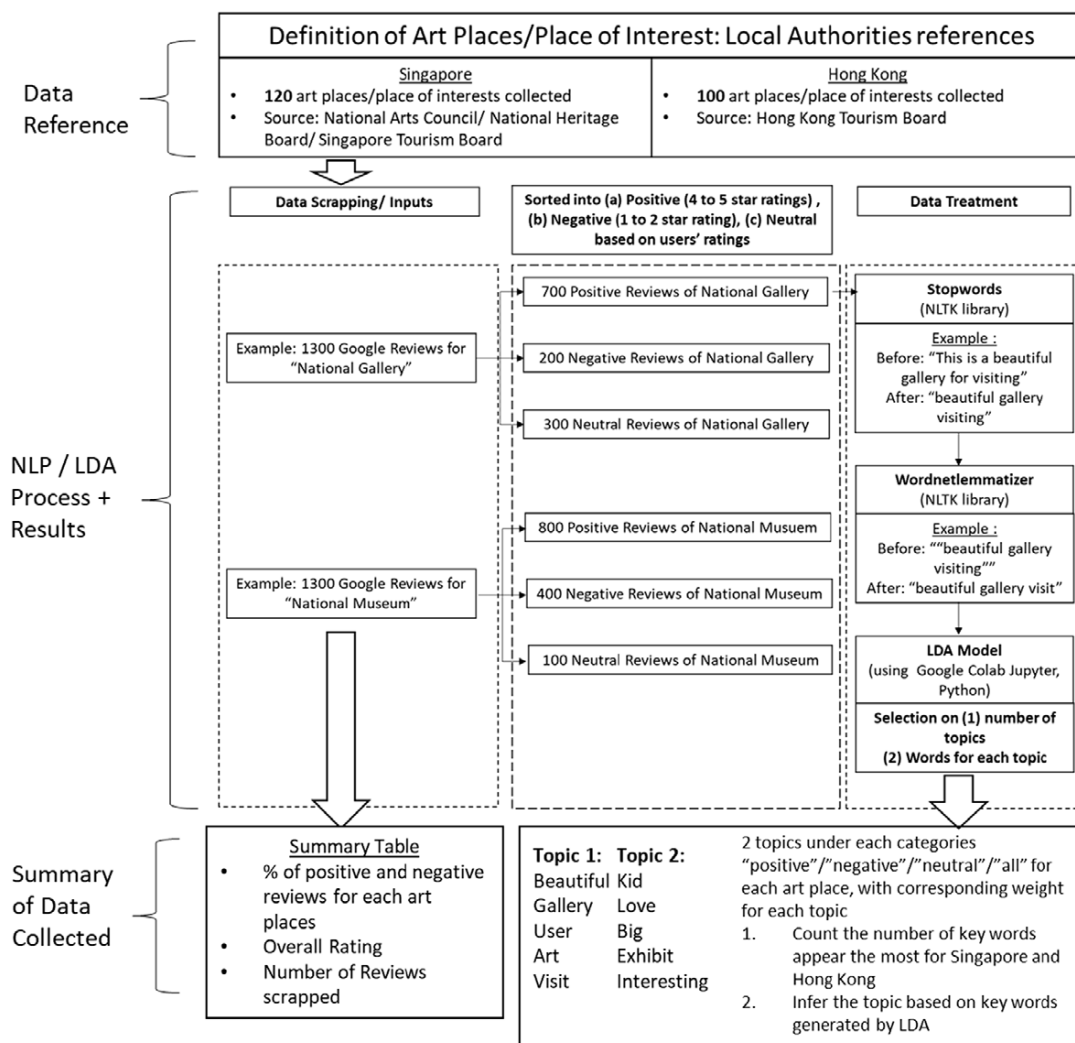 Definition of Art Places/Place of Interest: Local Authorities references
Data
Reference
Singapore
• 120 art places/place of interests collected
• Source: National Arts Council/ National Heritage
Board/ Singapore Tourism Board
Hong Kong
• 100 art places/place of interests collected
• Source: Hong Kong Tourism Board
NLP / LDA
Process +
Results
Data Scrapping/ Inputs
Sorted into (a) Positive (4 to 5 star ratings) ,
(b) Negative (1 to 2 star rating), (c) Neutral
based on users’ ratings
Data Treatment
Example: 1300 Google Reviews for
“National Gallery”
700 Positive Reviews of National Gallery
200 Negative Reviews of National Gallery
300 Neutral Reviews of National Gallery
Example: 1300 Google Reviews for
“National Museum”
800 Positive Reviews of National Musuem
400 Negative Reviews of National Museum
100 Neutral Reviews of National Museum
Stopwords
(NLTK library)
Example :
Before: “This is a beautiful
gallery for visiting”
After: “beautiful gallery
visiting”
Wordnetlemmatizer
(NLTK library)
Example :
Before: ““beautiful gallery
visiting””
After: “beautiful gallery visit”
LDA Model
(using Google Colab Jupyter,
Python)
Selection on (1) number of
topics
(2) Words for each topic
Summary
of Data
Collected
Summary Table
• % of positive and negative
reviews for each art
places
• Overall Rating
• Number of Reviews
scrapped
Topic 1: Topic 2:
Beautiful Kid
Gallery Love
User Big
Art Exhibit
Visit Interesting
2 topics under each categories
“positive”/”negative”/”neutral”/”all” for
each art place, with corresponding weight
for each topic
1. Count the number of key words
appear the most for Singapore and
Hong Kong
2. Infer the topic based on key words
generated by LDA